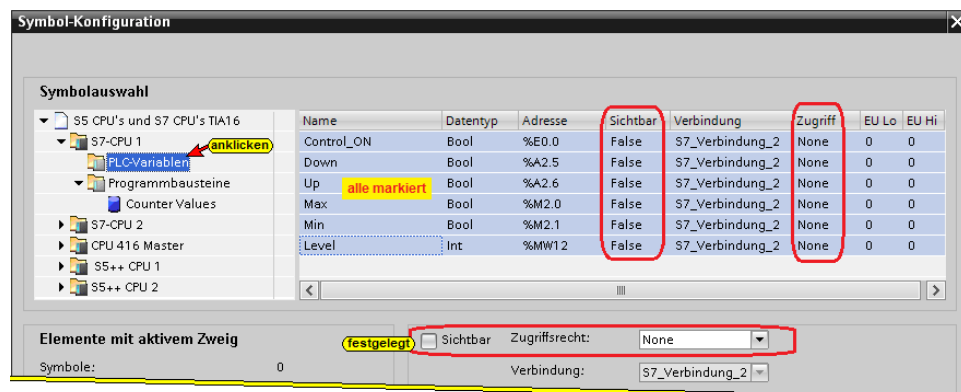 Symbol-Konfiguration
Symbolauswahl
S5 CPU's und S7 CPU's TIA16
S7-CPU 1
anklicken
PLC-Variablen
Programmbausteine
Counter Values
S7-CPU 2
CPU 416 Master
S5++ CPU 1
S5++ CPU 2
Name Datentyp Adresse Sichtbar Verbindung Zugriff EU Lo EU Hi
Control_ON Bool %E0.0 False S7_Verbindung_2 None 0 0
Down Bool %A2.5 False S7_Verbindung_2 None 0 0
Up alle markiert Bool %A2.6 False S7_Verbindung_2 None 0 0
Max Bool %M2.0 False S7_Verbindung_2 None 0 0
Min Bool %M2.1 False S7_Verbindung_2 None 0 0
Level Int %MW12 False S7_Verbindung_2 None 0 0
Elemente mit aktivem Zweig
Symbole: 0
festgelegt Sichtbar Zugriffsrecht: None
Verbindung: S7_Verbindung_2